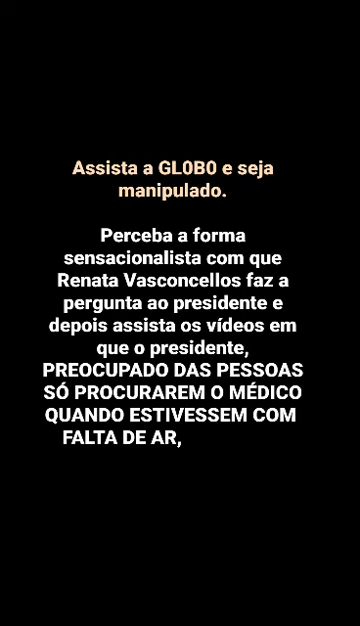 Assista a GL0B0 e seja
manipulado.
Perceba a forma
sensacionalista com que
Renata Vasconcellos faz a
pergunta ao presidente e
depois assista os vídeos em
que o presidente,
PREOCUPADO DAS PESSOAS
SÓ PROCURAREM O MÉDICO
QUANDO ESTIVESSEM COM
FALTA DE AR,